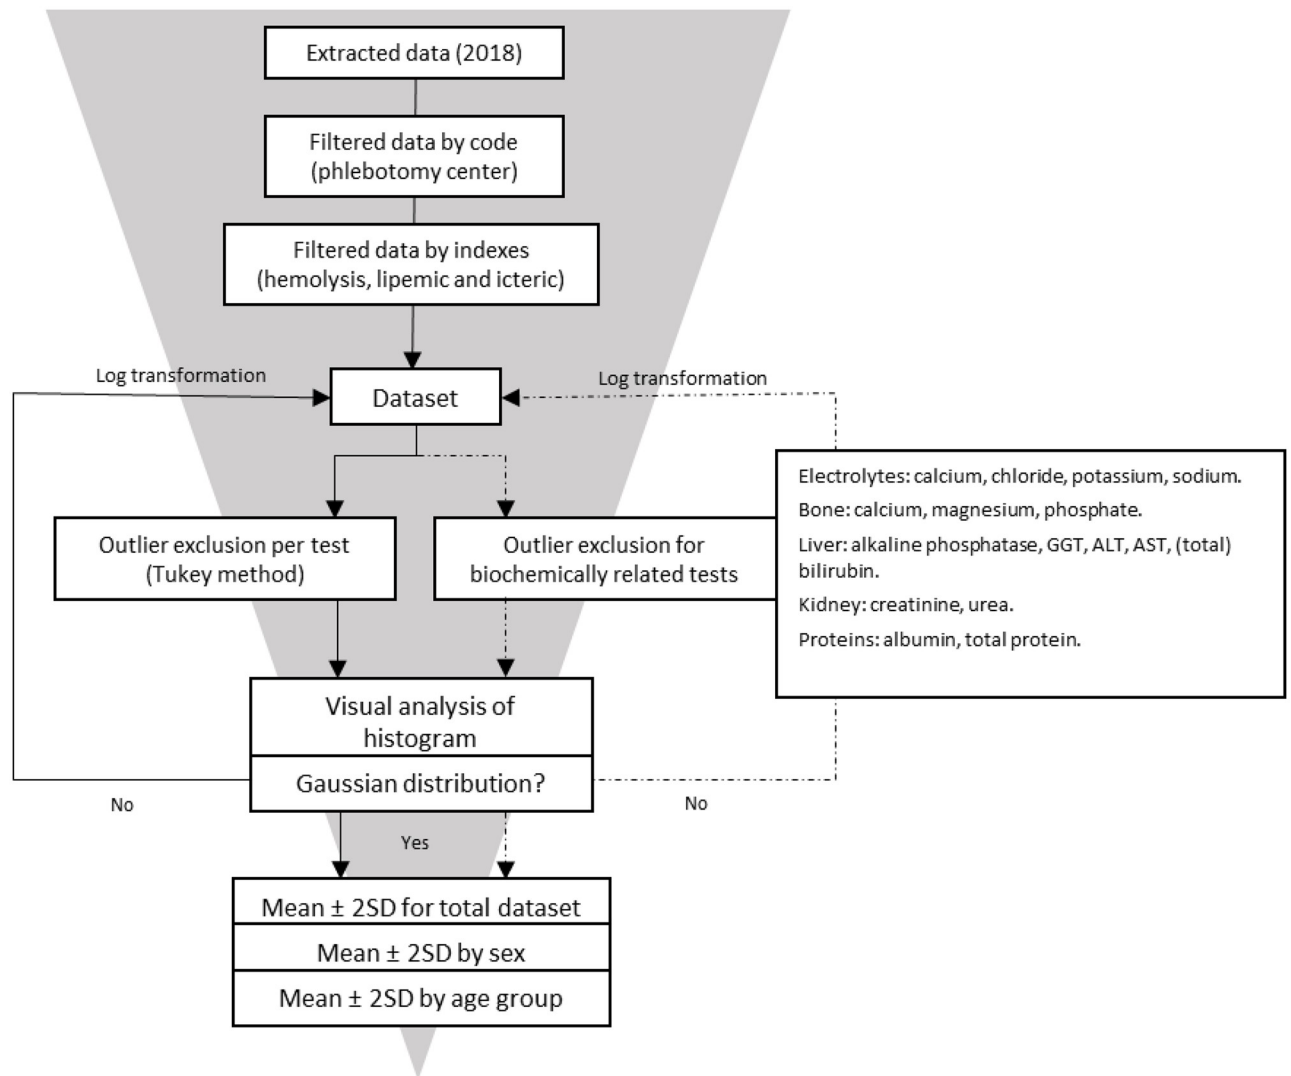 Extracted data (2018)
Filtered data by code
(phlebotomy center)
Filtered data by indexes
(hemolysis, lipemic and icteric)
Log transformation
Dataset
Log transformation
Outlier exclusion per test
(Tukey method)
Outlier exclusion for
biochemically related tests
Electrolytes: calcium, chloride, potassium, sodium.
Bone: calcium, magnesium, phosphate.
Liver: alkaline phosphatase, GGT, ALT, AST, (total)
bilirubin.
Kidney: creatinine, urea.
Proteins: albumin, total protein.
Visual analysis of
histogram
Gaussian distribution?
No
No
Yes
Mean ± 2SD for total dataset
Mean ± 2SD by sex
Mean ± 2SD by age group